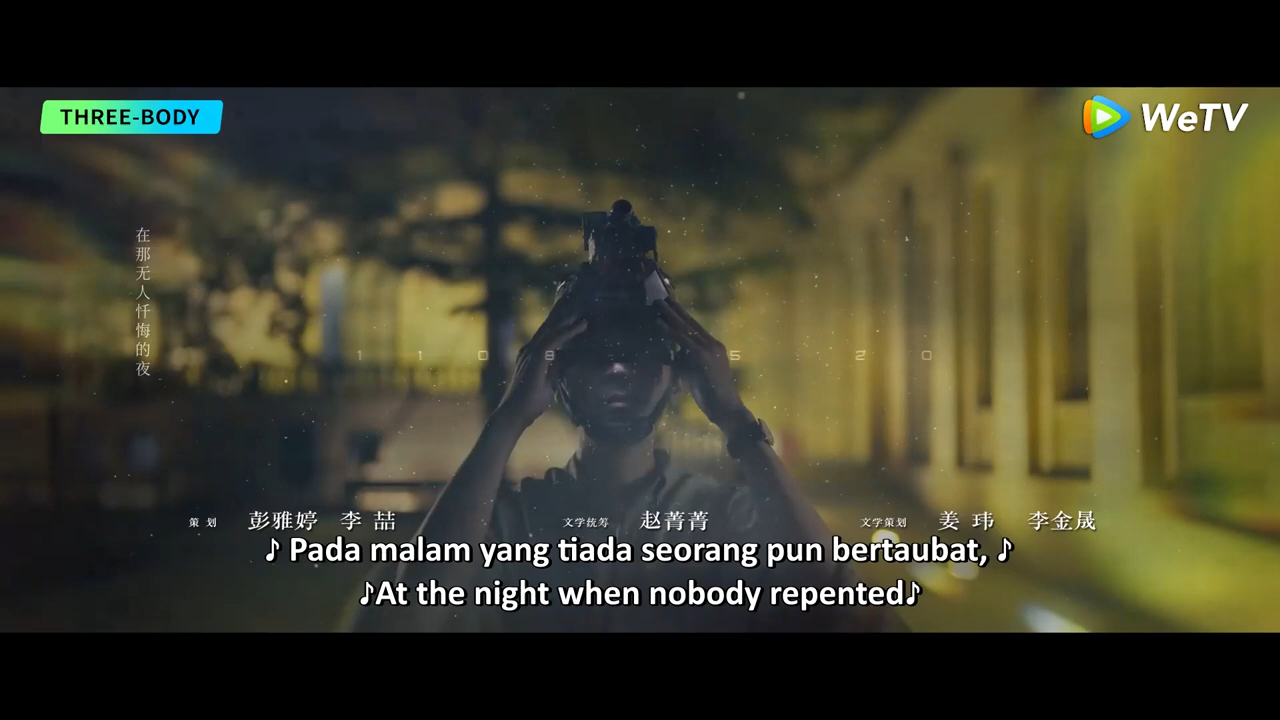 THREE-BODY
WeTV
在那无人忏悔的夜
1 1 0 8 : 5 : 2 0
策划 彭雅婷 李喆
文学统筹 赵菁菁
文学策划 姜玮 李金晟
♪ Pada malam yang tiada seorang pun bertaubat, ♪
♪At the night when nobody repented♪